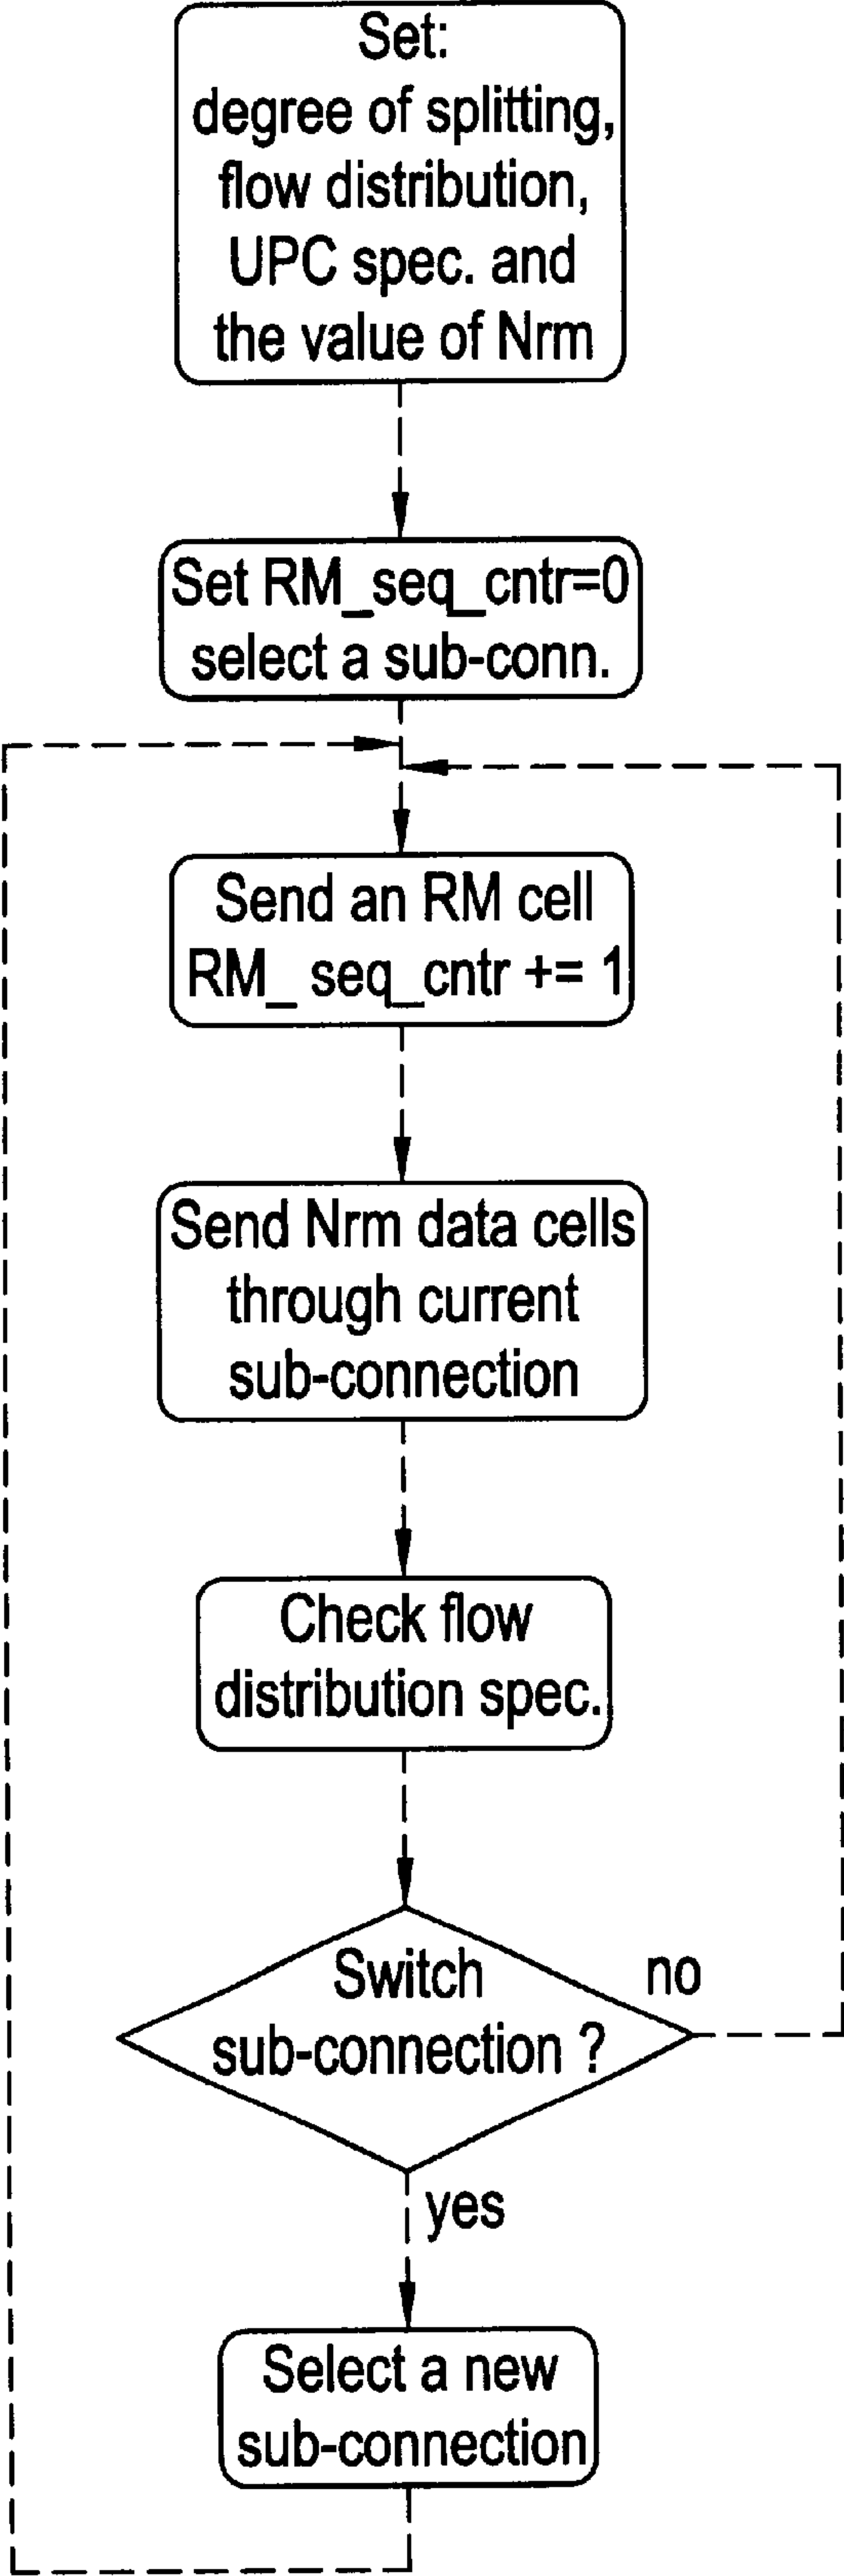 Set:
degree of splitting,
flow distribution,
UPC spec. and
the value of Nrm
Set RM_seq_cntr=0
select a sub-conn.
Send an RM cell
RM_ seq_cntr += 1
Send Nrm data cells
through current
sub-connection
Check flow
distribution spec.
Switch
sub-connection ?
no
yes
Select a new
sub-connection